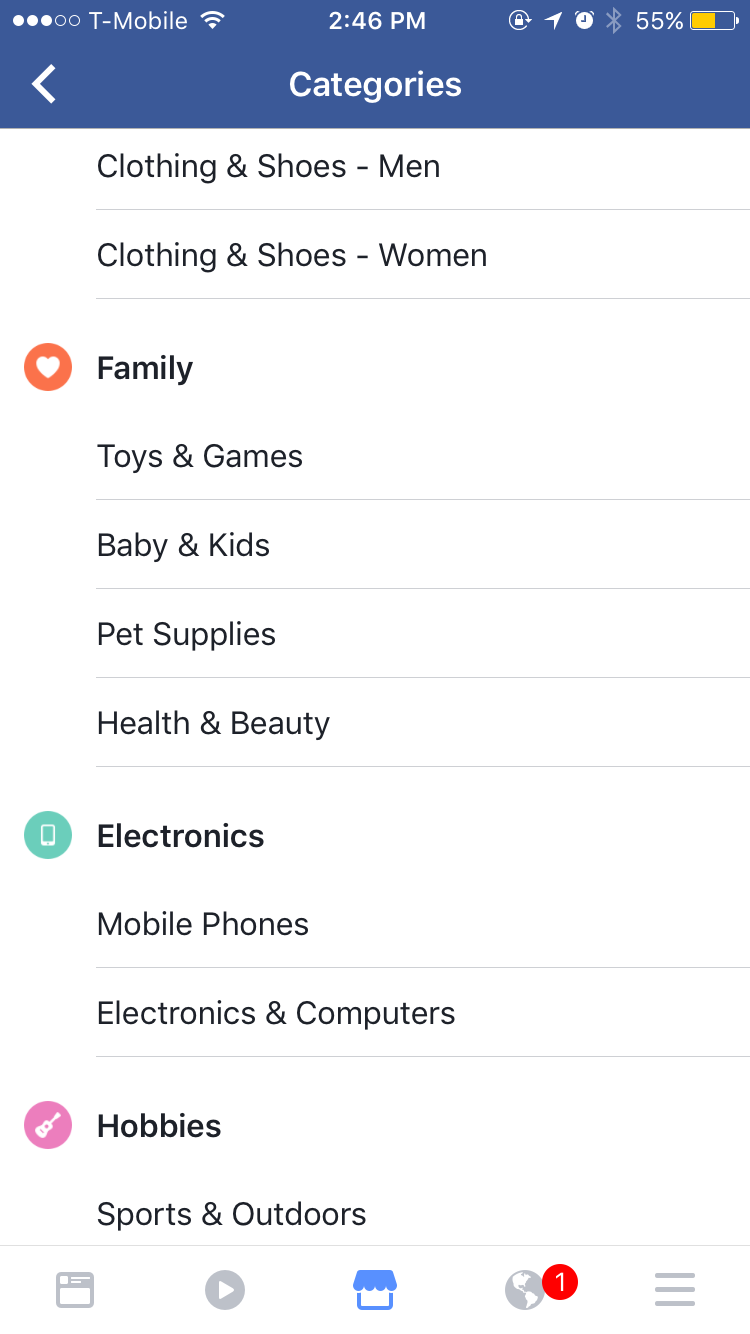 T-Mobile 2:46 PM 55%
Categories
Clothing & Shoes - Men
Clothing & Shoes - Women
Family
Toys & Games
Baby & Kids
Pet Supplies
Health & Beauty
Electronics
Mobile Phones
Electronics & Computers
Hobbies
Sports & Outdoors
1